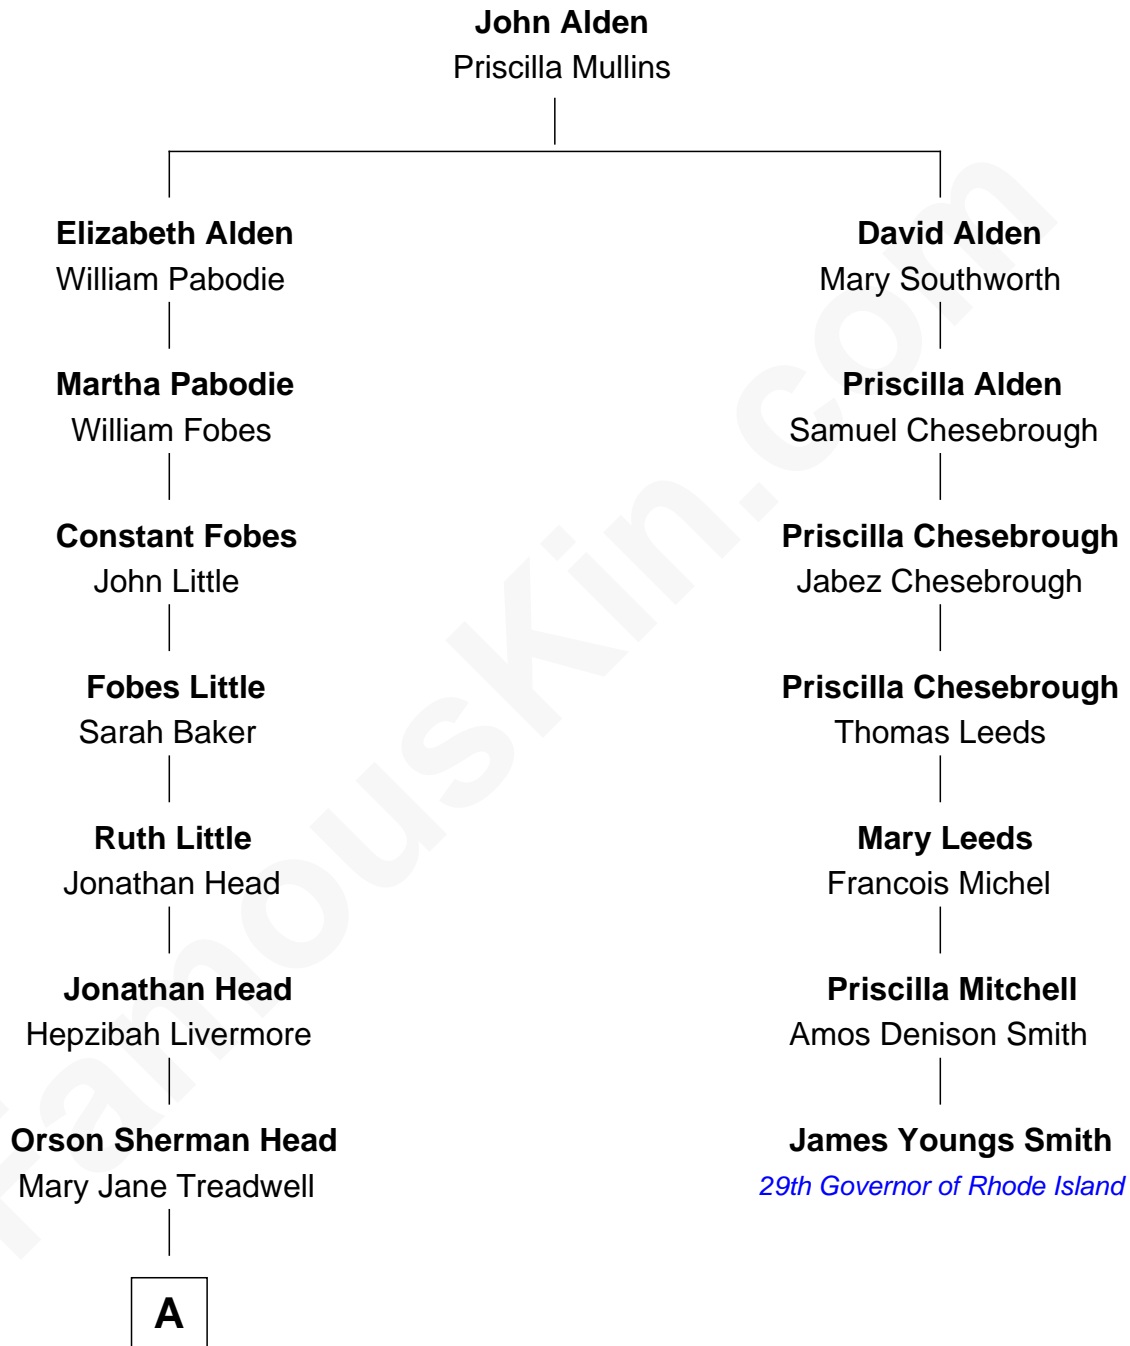 John Alden
Priscilla Mullins
Elizabeth Alden
William Pabodie
Martha Pabodie
William Fobes
Constant Fobes
John Little
Fobes Little
Sarah Baker
Ruth Little
Jonathan Head
Jonathan Head
Hepzibah Livermore
Orson Sherman Head
Mary Jane Treadwell
A
David Alden
Mary Southworth
Priscilla Alden
Samuel Chesebrough
Priscilla Chesebrough
Jabez Chesebrough
Priscilla Chesebrough
Thomas Leeds
Mary Leeds
Francois Michel
Priscilla Mitchell
Amos Denison Smith
James Youngs Smith
29th Governor of Rhode Island
FamousKin.com